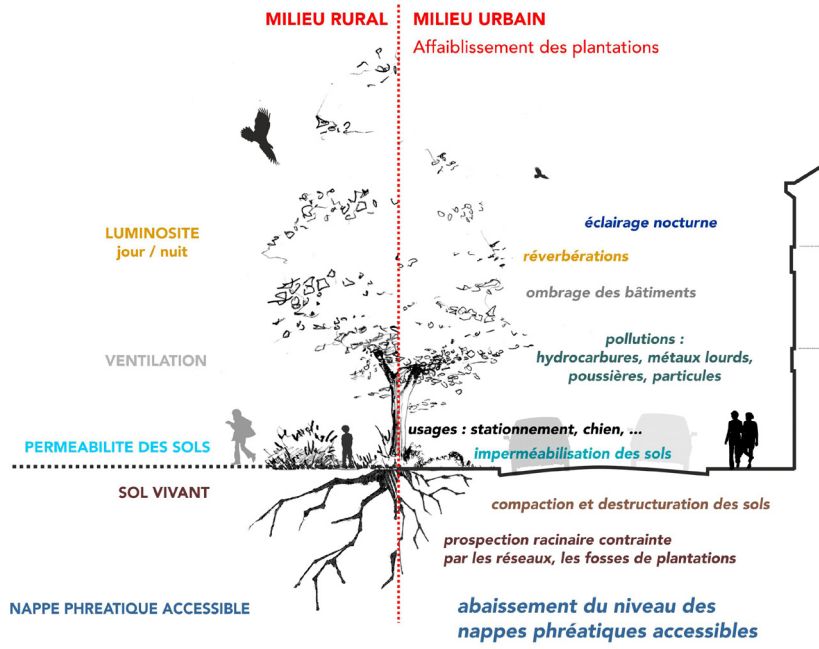 MILIEU RURAL
MILIEU URBAIN
Affaiblissement des plantations
LUMINOSITE
jour / nuit
éclairage nocturne
réverbérations
ombrage des bâtiments
VENTILATION
pollutions :
hydrocarbures, métaux lourds,
poussières, particules
usages : stationnement, chien, ...
PERMEABILITE DES SOLS
imperméabilisation des sols
SOL VIVANT
compaction et destructuration des sols
prospection racinaire contrainte
par les réseaux, les fosses de plantations
NAPPE PHREATIQUE ACCESSIBLE
abaissement du niveau des
nappes phréatiques accessibles